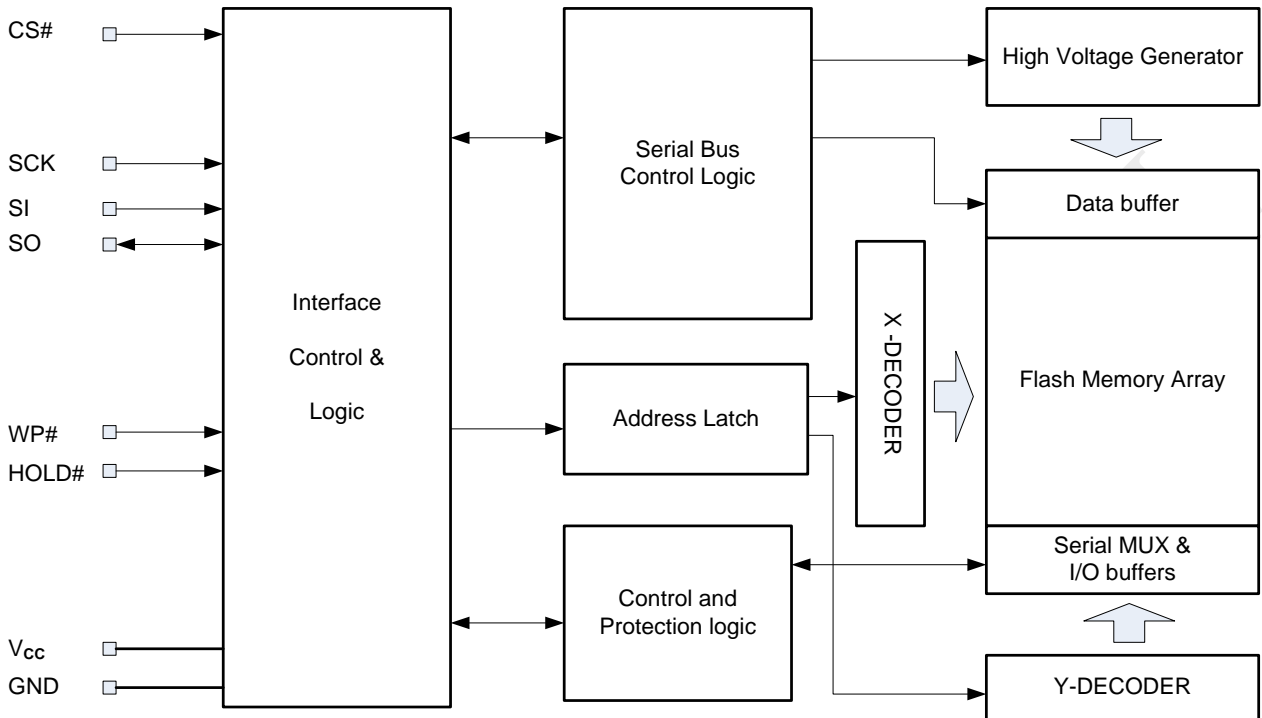 CS#
SCK
SI
SO
WP#
HOLD#
Vcc
GND
Interface
Control &
Logic
Serial Bus
Control Logic
Address Latch
Control and
Protection logic
X -DECODER
High Voltage Generator
Data buffer
Flash Memory Array
Serial MUX &
I/O buffers
Y-DECODER